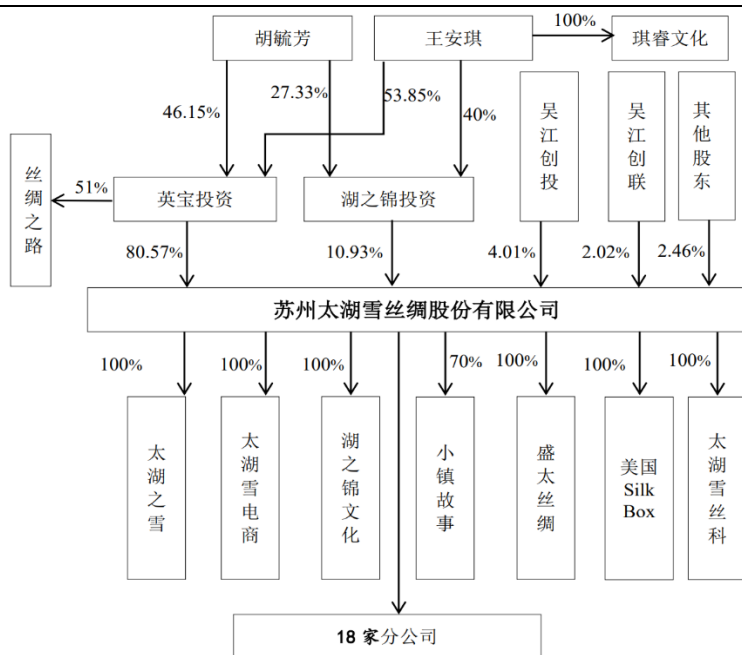 胡毓芳
王安琪
100%
琪睿文化
46.15%
27.33%
53.85%
40%
吴江创投
吴江创联
其他股东
丝绸之路
51%
英宝投资
湖之锦投资
80.57%
10.93%
4.01%
2.02%
2.46%
苏州太湖雪丝绸股份有限公司
100%
100%
100%
70%
100%
100%
100%
太湖之雪
太湖雪电商
湖之锦文化
小镇故事
盛太丝绸
美国
Silk
Box
太湖雪丝科
18 家分公司